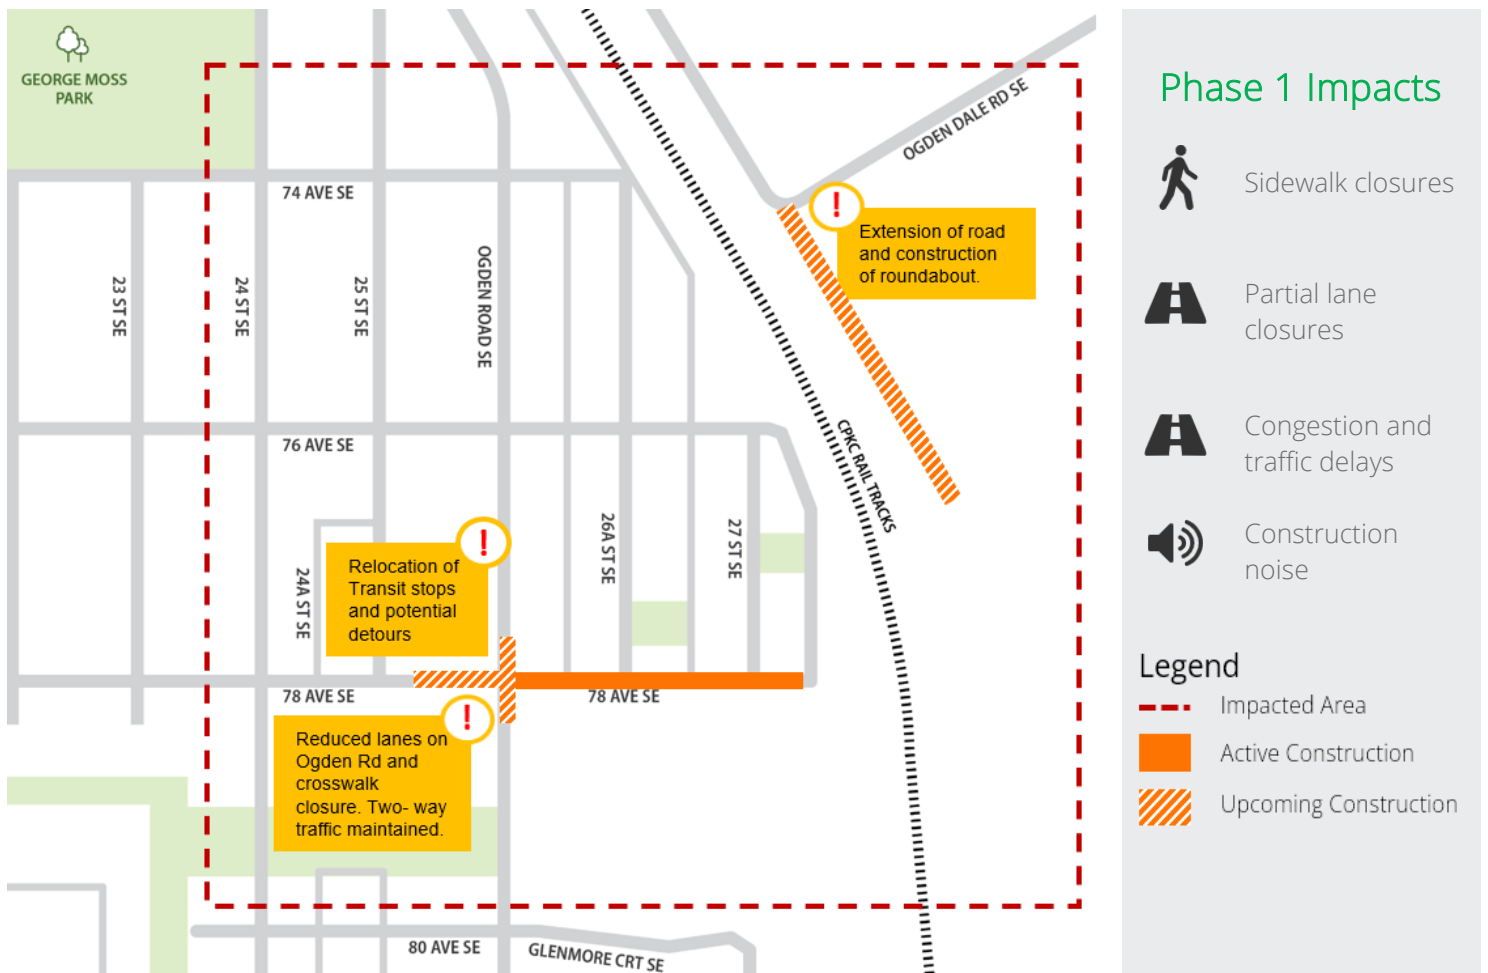 GEORGE MOSS
PARK
OGDEN DALE RD SE
74 AVE SE
!
Extension of road
and construction
of roundabout.
23 ST SE
24 ST SE
25 ST SE
OGDEN ROAD SE
76 AVE SE
CPKC RAIL TRACKS
24A ST SE
26A ST SE
27 ST SE
!
Relocation of
Transit stops
and potential
detours
78 AVE SE
78 AVE SE
!
Reduced lanes on
Ogden Rd and
crosswalk
closure. Two- way
traffic maintained.
80 AVE SE
GLENMORE CRT SE
Phase 1 Impacts
Sidewalk closures
Partial lane
closures
Congestion and
traffic delays
Construction
noise
Legend
Impacted Area
Active Construction
Upcoming Construction